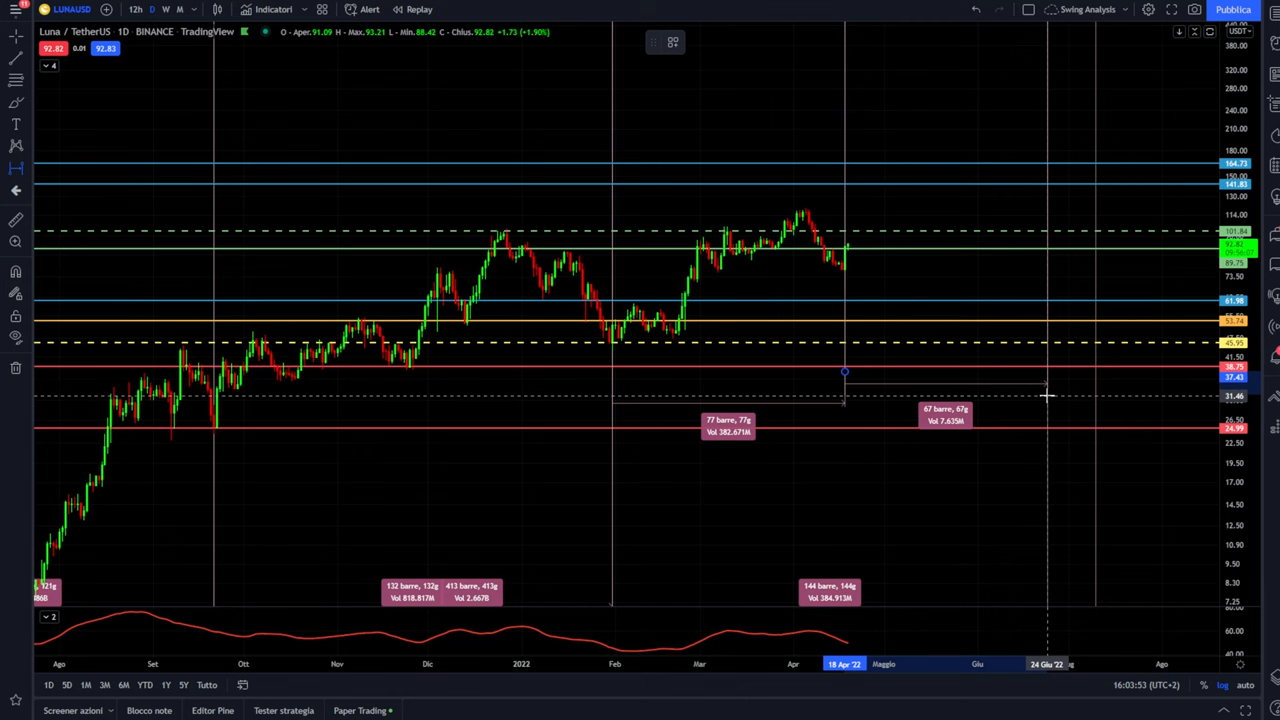 11
LUNAUSD
12h D W M
Indicatori
Alert
Replay
Swing Analysis
Pubblica
Luna / TetherUS · 1D · BINANCE · TradingView
O - Aper.91.09 H - Max.93.21 L - Min.88.42 C - Chius.92.82 +1.73 (+1.90%)
USDT
92.82 0.01 92.83
4
380.00
320.00
280.00
240.00
210.00
180.00
164.73
150.00
141.83
130.00
114.00
101.84
92.82
09:56:07
89.75
73.50
61.98
53.74
45.95
41.50
38.75
37.43
31.46
26.50
24.99
22.50
19.50
17.00
14.50
12.50
10.90
9.50
8.30
7.25
67 barre, 67g
Vol 7.635M
77 barre, 77g
Vol 382.671M
132 barre, 132g
Vol 818.817M
413 barre, 413g
Vol 2.667B
144 barre, 144g
Vol 384.913M
2
60.00
40.00
Ago Set Ott Nov Dic 2022 Feb Mar Apr 18 Apr '22 Maggio Giu 24 Giu '22 Ago
1D 5D 1M 3M 6M YTD 1Y 5Y Tutto
16:03:53 (UTC+2) % log auto
Screener azioni Blocco note Editor Pine Tester strategia Paper Trading